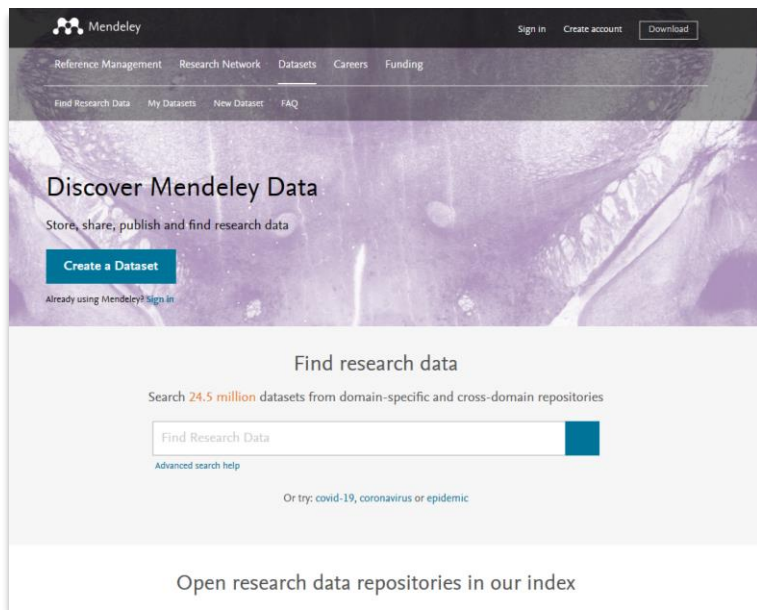 Mendeley
Sign in Create account Download
Reference Management Research Network Datasets Careers Funding
Find Research Data My Datasets New Dataset FAQ
Discover Mendeley Data
Store, share, publish and find research data
Create a Dataset
Already using Mendeley? Sign in
Find research data
Search 24.5 million datasets from domain-specific and cross-domain repositories
Find Research Data
Advanced search help
Or try: covid-19, coronavirus or epidemic
Open research data repositories in our index